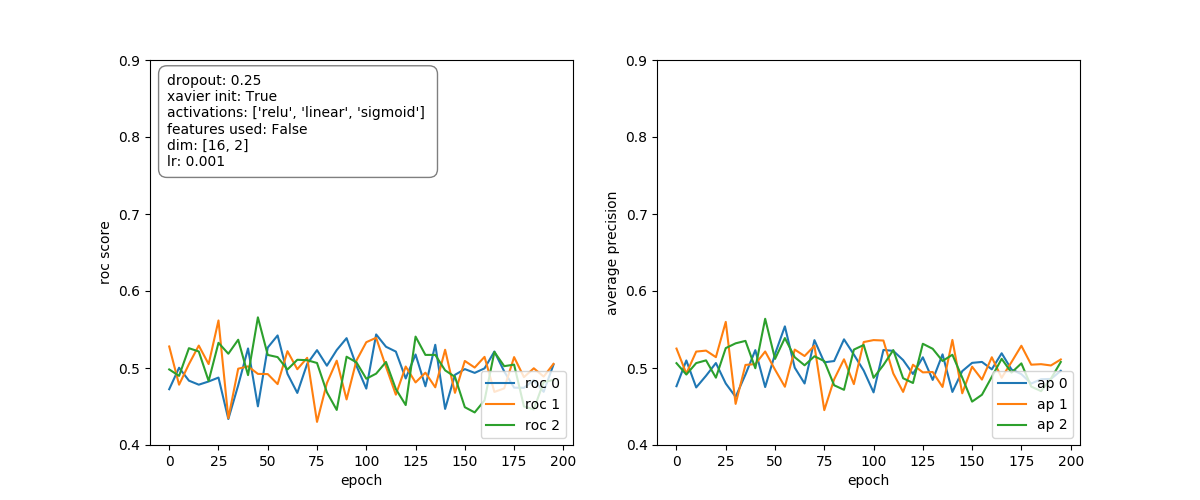 0.9
0.8
0.7
0.6
0.5
0.4
roc score
dropout: 0.25
xavier init: True
activations: ['relu', 'linear', 'sigmoid']
features used: False
dim: [16, 2]
lr: 0.001
roc 0
roc 1
roc 2
0 25 50 75 100 125 150 175 200
epoch
0.9
0.8
0.7
0.6
0.5
0.4
average precision
ap 0
ap 1
ap 2
0 25 50 75 100 125 150 175 200
epoch